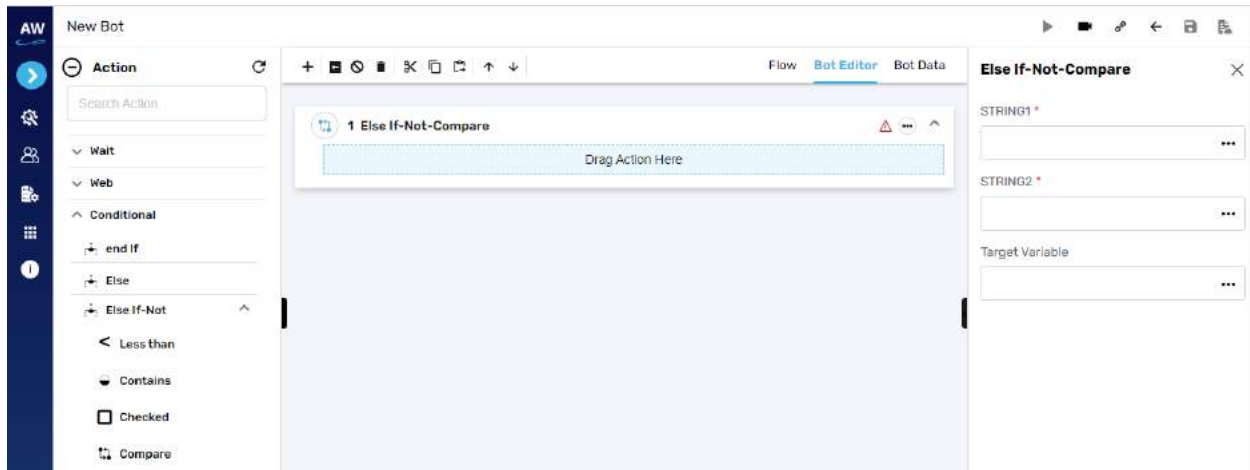 AW
New Bot
Action
Search Action
Wait
Web
Conditional
end If
Else
Else If-Not
Less than
Contains
Checked
Compare
Flow Bot Editor Bot Data
1 Else If-Not-Compare
Drag Action Here
Else If-Not-Compare
STRING1 *
STRING2 *
Target Variable